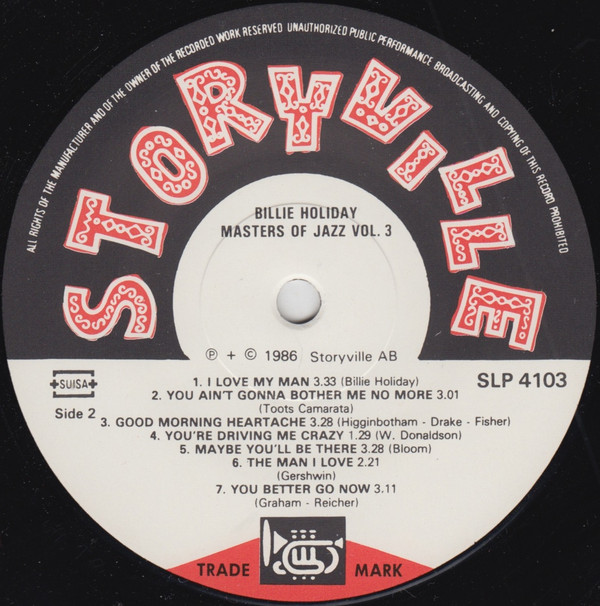 ALL RIGHTS OF THE MANUFACTURER AND OF THE OWNER OF THE RECORDED WORK RESERVED UNAUTHORIZED PUBLIC PERFORMANCE BROADCASTING AND COPYING OF THIS RECORD PROHIBITED
STORYVILLE
BILLIE HOLIDAY
MASTERS OF JAZZ VOL. 3
℗ + © 1986 Storyville AB
SUISA
SLP 4103
Side 2
1. I LOVE MY MAN 3.33 (Billie Holiday)
2. YOU AIN'T GONNA BOTHER ME NO MORE 3.01
(Toots Camarata)
3. GOOD MORNING HEARTACHE 3.28 (Higginbotham - Drake - Fisher)
4. YOU'RE DRIVING ME CRAZY 1.29 (W. Donaldson)
5. MAYBE YOU'LL BE THERE 3.28 (Bloom)
6. THE MAN I LOVE 2.21
(Gershwin)
7. YOU BETTER GO NOW 3.11
(Graham - Reicher)
TRADE MARK